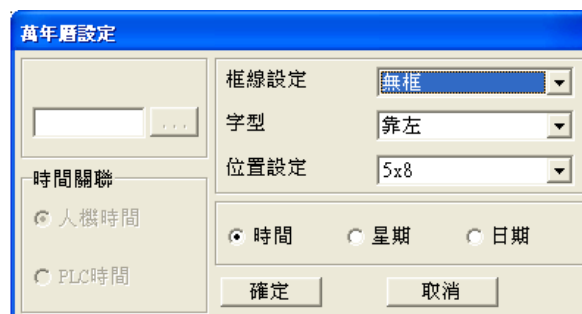 萬年曆設定
框線設定 無框
字型 靠左
位置設定 5x8
...
時間關聯
人機時間
PLC時間
時間 星期 日期
確定 取消